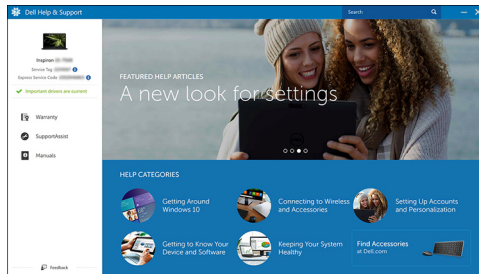 Dell Help & Support
Search
Inspiron
Service Tag:
Express Service Code:
Important drivers are current
Warranty
SupportAssist
Manuals
Feedback
FEATURED HELP ARTICLES
A new look for settings
HELP CATEGORIES
Getting Around
Windows 10
Connecting to Wireless
and Accessories
Setting Up Accounts
and Personalization
Getting to Know Your
Device and Software
Keeping Your System
Healthy
Find Accessories
at Dell.com